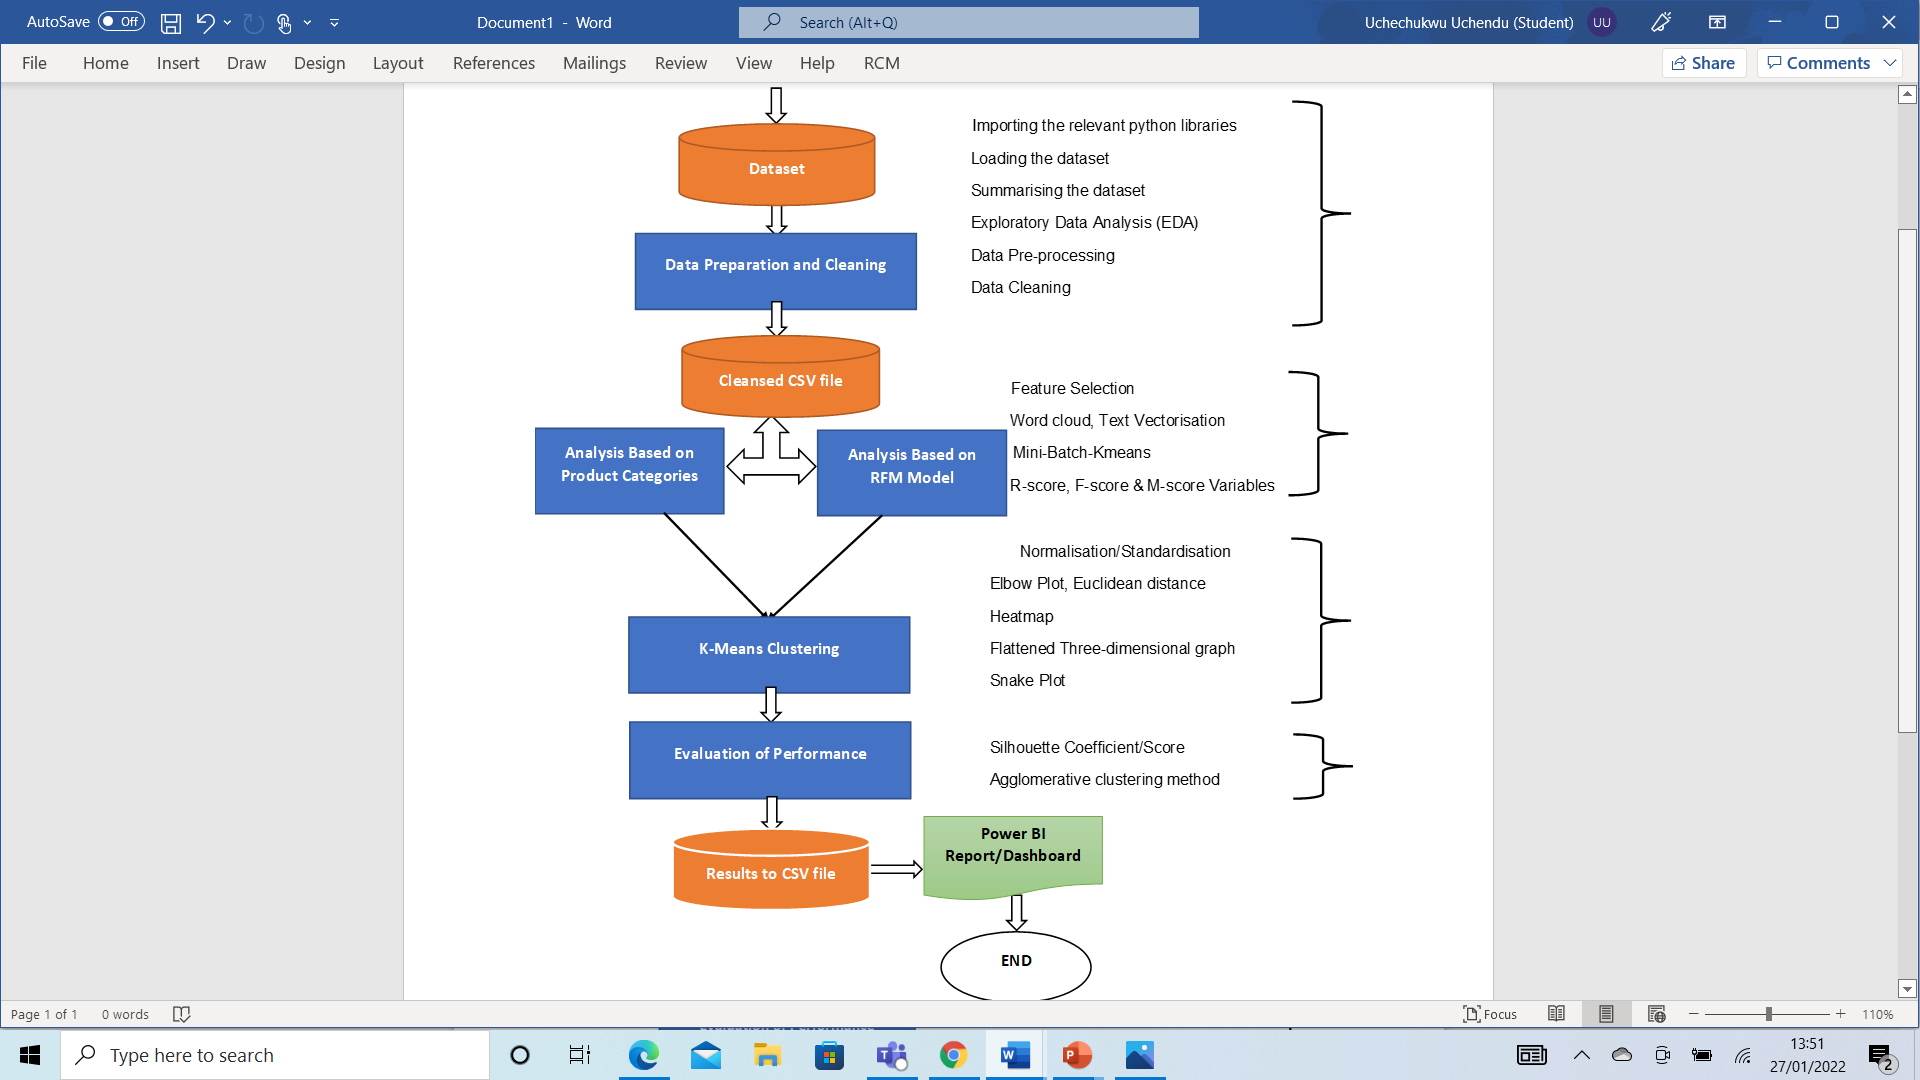 AutoSave Off
Document1 - Word
Search (Alt+Q)
Uchechukwu Uchendu (Student) UU
File Home Insert Draw Design Layout References Mailings Review View Help RCM
Share Comments
Dataset
Data Preparation and Cleaning
Cleansed CSV file
Analysis Based on
Product Categories
Analysis Based on
RFM Model
K-Means Clustering
Evaluation of Performance
Results to CSV file
Power BI
Report/Dashboard
END
Importing the relevant python libraries
Loading the dataset
Summarising the dataset
Exploratory Data Analysis (EDA)
Data Pre-processing
Data Cleaning
Feature Selection
Word cloud, Text Vectorisation
Mini-Batch-Kmeans
R-score, F-score & M-score Variables
Normalisation/Standardisation
Elbow Plot, Euclidean distance
Heatmap
Flattened Three-dimensional graph
Snake Plot
Silhouette Coefficient/Score
Agglomerative clustering method
Page 1 of 1 0 words
Focus
110%
Type here to search
13:51
27/01/2022
2